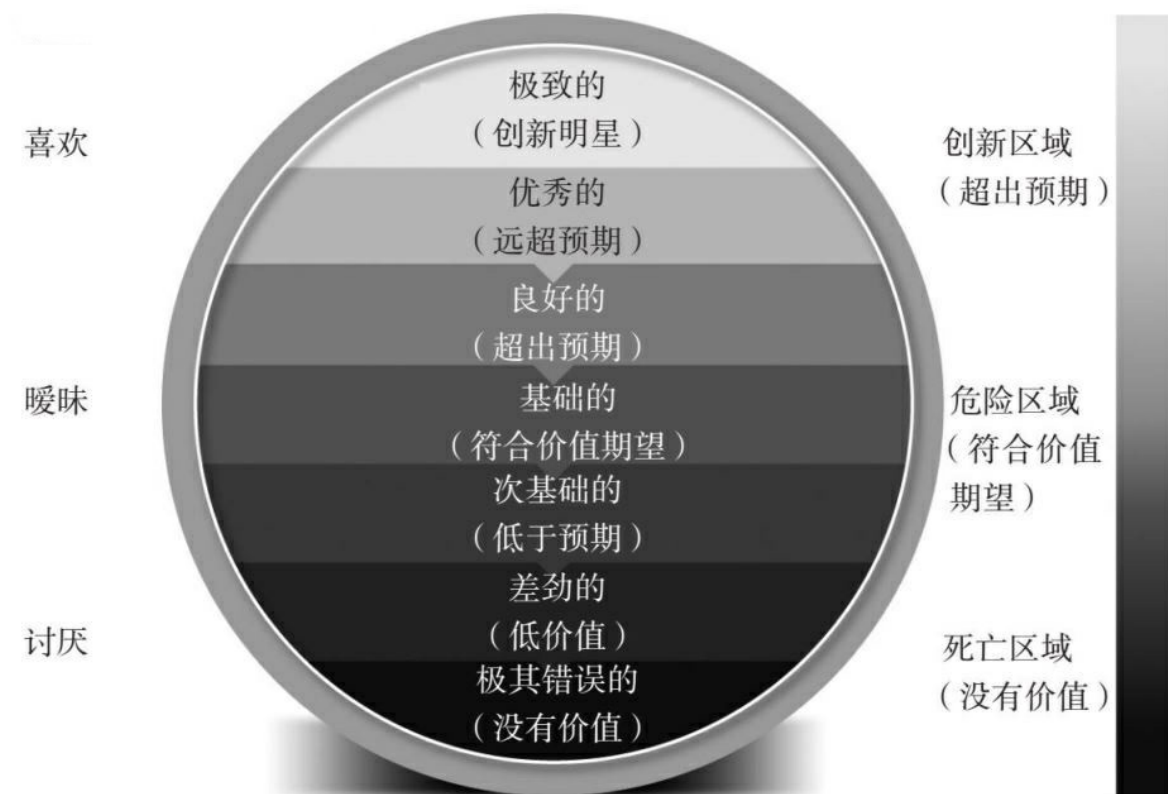 极致的
（创新明星）
喜欢
创新区域
（超出预期）
优秀的
（远超预期）
良好的
（超出预期）
暧昧
基础的
（符合价值期望）
危险区域
（符合价值
期望）
次基础的
（低于预期）
差劲的
（低价值）
讨厌
死亡区域
（没有价值）
极其错误的
（没有价值）